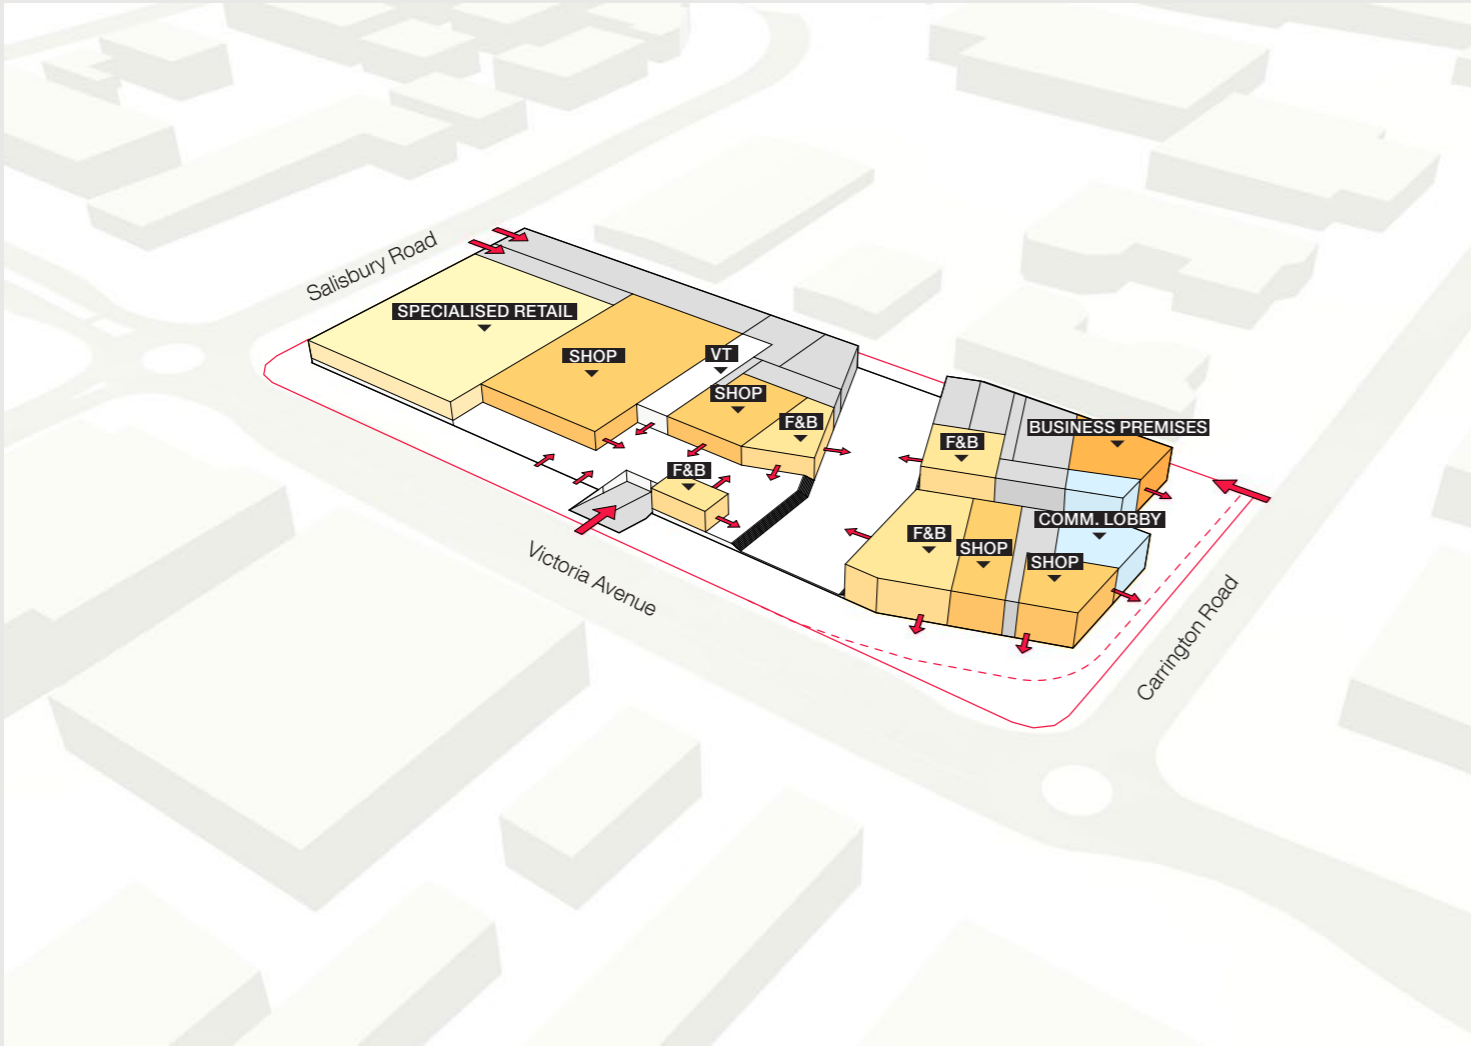 Salisbury Road
SPECIALISED RETAIL
SHOP
VT
SHOP
F&B
F&B
F&B
BUSINESS PREMISES
COMM. LOBBY
F&B
SHOP
SHOP
Victoria Avenue
Carrington Road